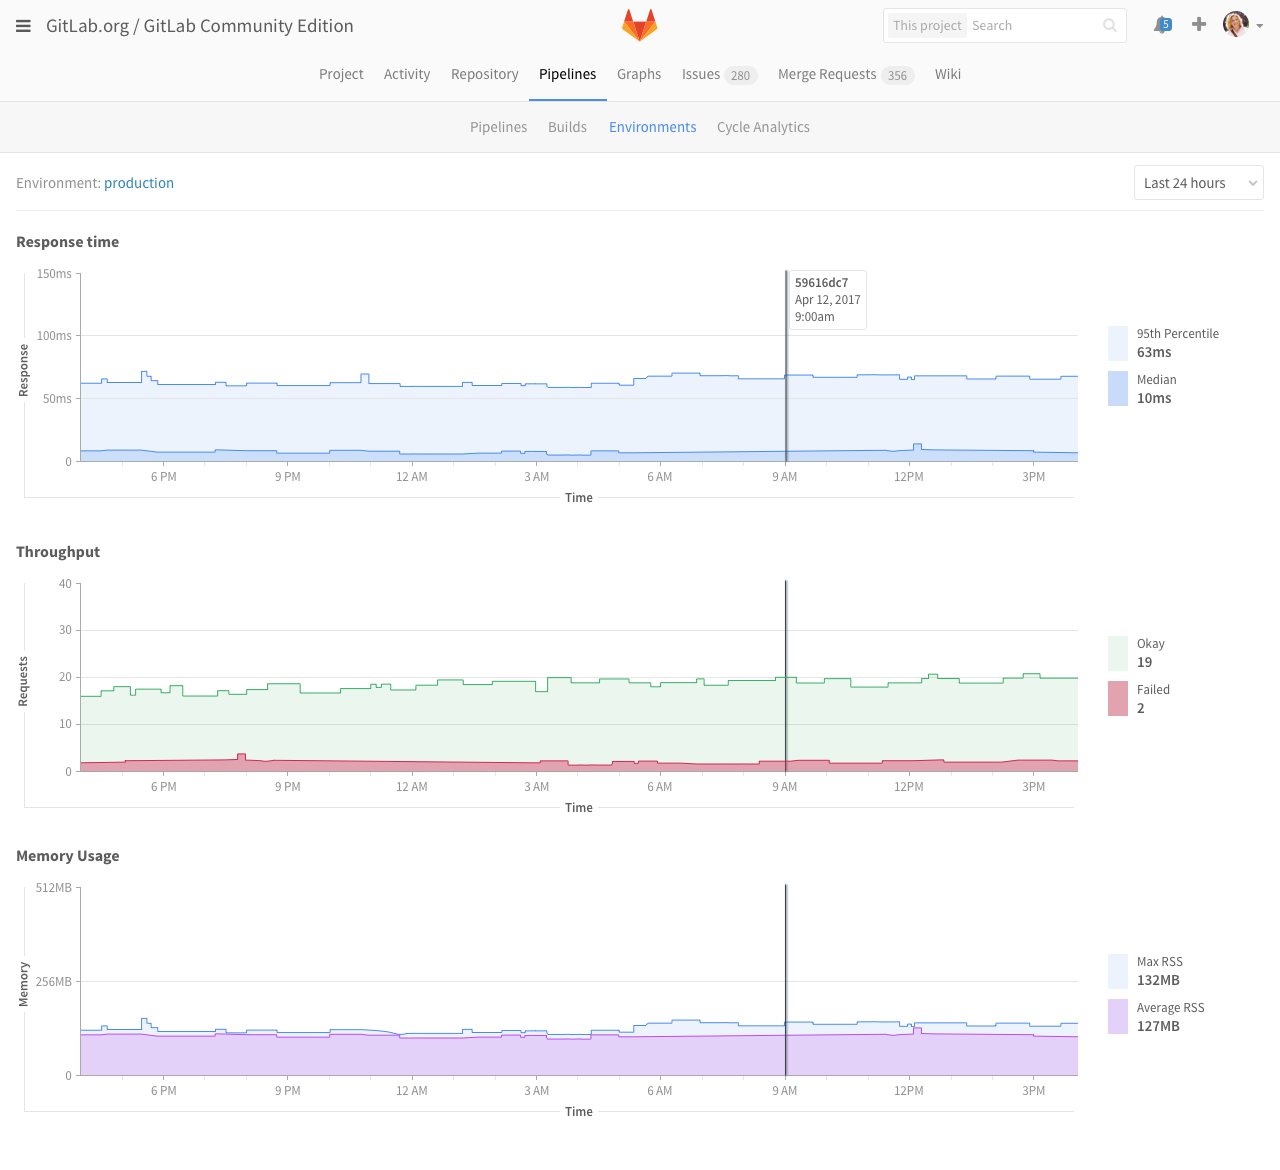 GitLab.org / GitLab Community Edition
This project Search
5
Project Activity Repository Pipelines Graphs Issues 280 Merge Requests 356 Wiki
Pipelines Builds Environments Cycle Analytics
Environment: production
Last 24 hours
Response time
150ms
100ms
50ms
0
Response
59616dc7
Apr 12, 2017
9:00am
95th Percentile
63ms
Median
10ms
6 PM 9 PM 12 AM 3 AM 6 AM 9 AM 12PM 3PM
Time
Throughput
40
30
20
10
0
Requests
Okay
19
Failed
2
6 PM 9 PM 12 AM 3 AM 6 AM 9 AM 12PM 3PM
Time
Memory Usage
512MB
256MB
0
Memory
Max RSS
132MB
Average RSS
127MB
6 PM 9 PM 12 AM 3 AM 6 AM 9 AM 12PM 3PM
Time